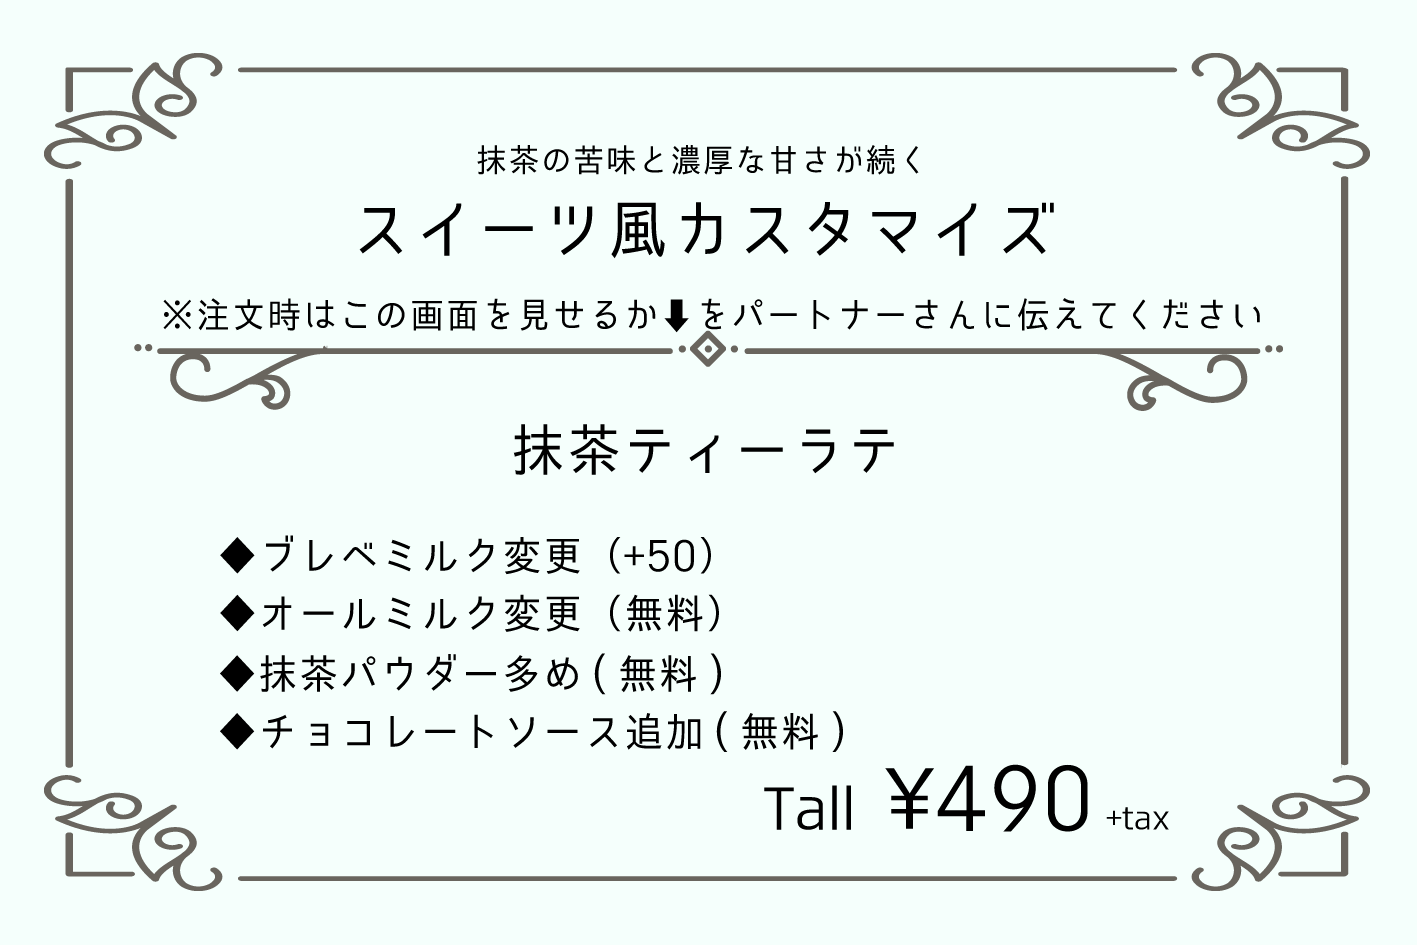 抹茶の苦味と濃厚な甘さが続く
スイーツ風カスタマイズ
※注文時はこの画面を見せるか⬇をパートナーさんに伝えてください
抹茶ティーラテ
◆ブレベミルク変更（+50）
◆オールミルク変更（無料）
◆抹茶パウダー多め(無料)
◆チョコレートソース追加(無料)
Tall ¥490 +tax